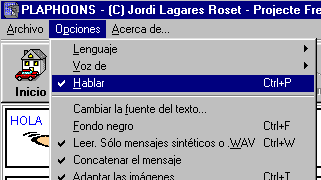 PLAPHOONS - (C) Jordi Lagares Roset - Projecte Fre
Archivo Opciones Acerca de...
Lenguaje
Voz de
Hablar Ctrl+P
Inicio
Cambiar la fuente del texto...
HOLA
Fondo negro Ctrl+F
Leer. Sólo mensajes sintéticos o .WAV Ctrl+W
Concatenar el mensaje
Adaptar las imágenes Ctrl+T